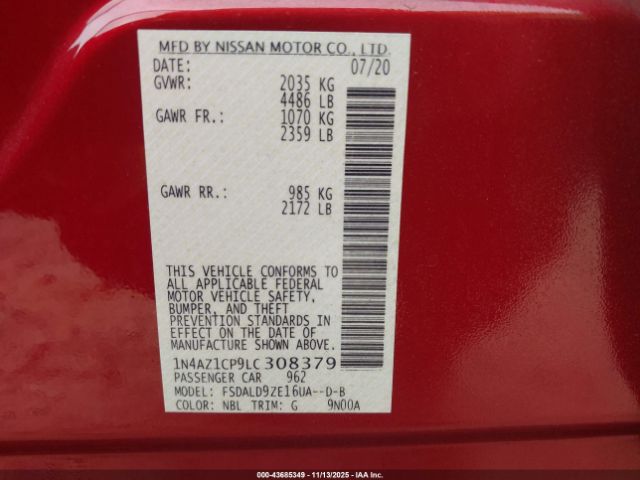 MFD BY NISSAN MOTOR CO., LTD.
DATE: 07/20
GVWR: 2035 KG
4486 LB
GAWR FR.: 1070 KG
2359 LB
GAWR RR.: 985 KG
2172 LB
THIS VEHICLE CONFORMS TO
ALL APPLICABLE FEDERAL
MOTOR VEHICLE SAFETY,
BUMPER, AND THEFT
PREVENTION STANDARDS IN
EFFECT ON THE DATE OF
MANUFACTURE SHOWN ABOVE.
1N4AZ1CP9LC308379
PASSENGER CAR 962
MODEL: FSDALD9ZE16UA--D-B
COLOR: NBL TRIM: G 9N00A
000-43685349 - 11/13/2025 - IAA Inc.